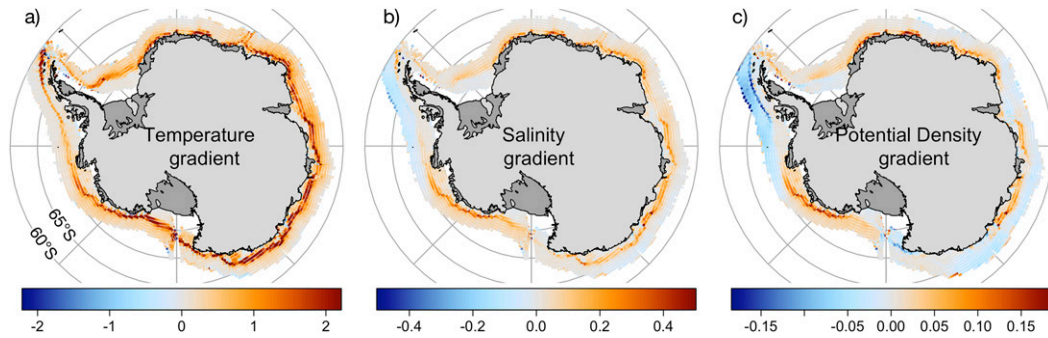 a)
b)
c)
Temperature
gradient
Salinity
gradient
Potential Density
gradient
65°S
60°S
-2 -1 0 1 2
-0.4 -0.2 0.0 0.2 0.4
-0.15 -0.05 0.00 0.05 0.10 0.15